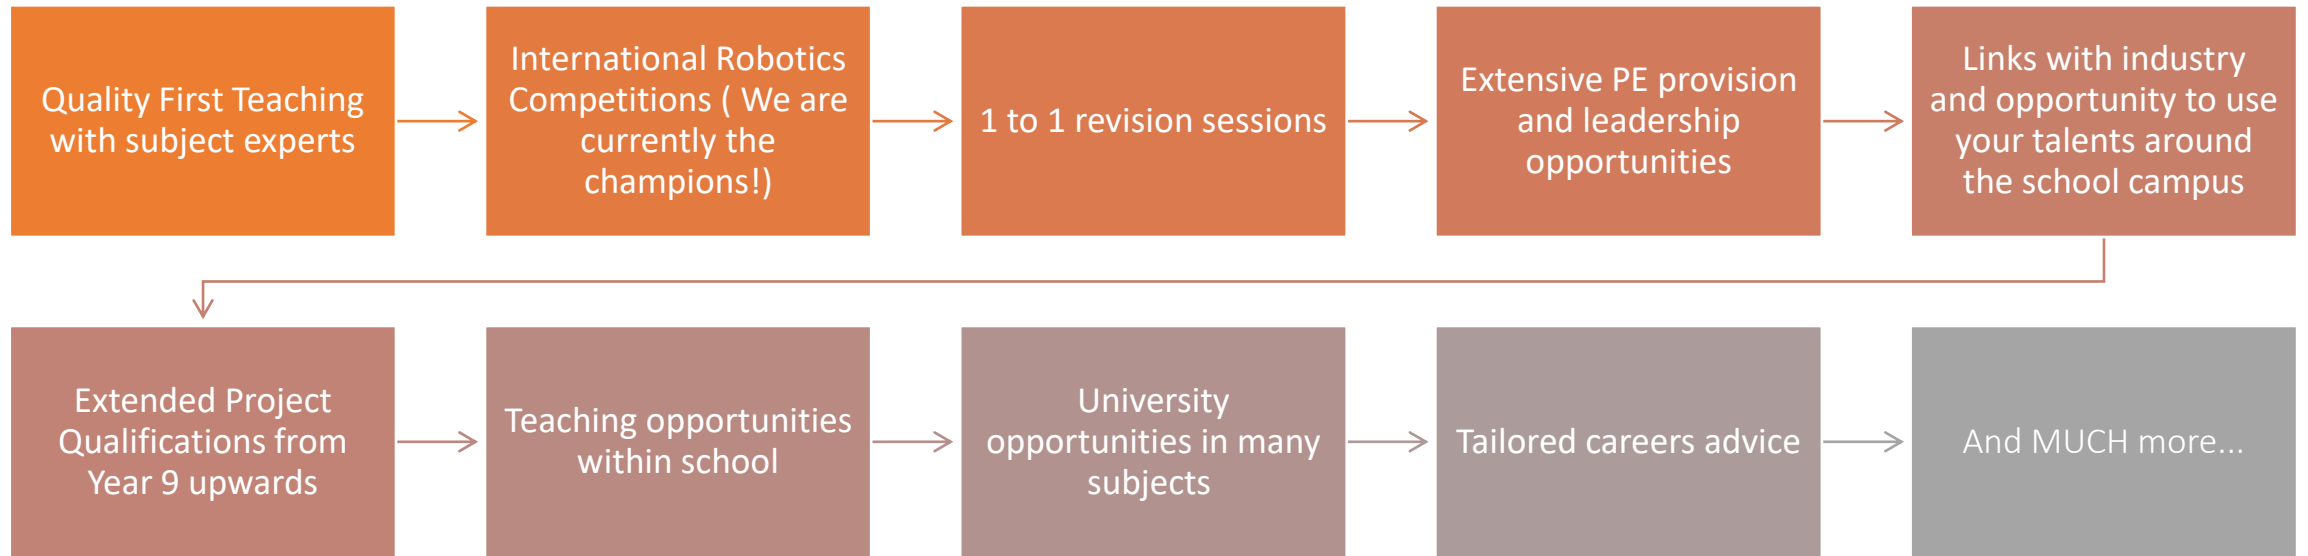 Quality First Teaching
with subject experts
International Robotics
Competitions ( We are
currently the
champions!)
1 to 1 revision sessions
Extensive PE provision
and leadership
opportunities
Links with industry
and opportunity to use
your talents around
the school campus
Extended Project
Qualifications from
Year 9 upwards
Teaching opportunities
within school
University
opportunities in many
subjects
Tailored careers advice
And MUCH more...